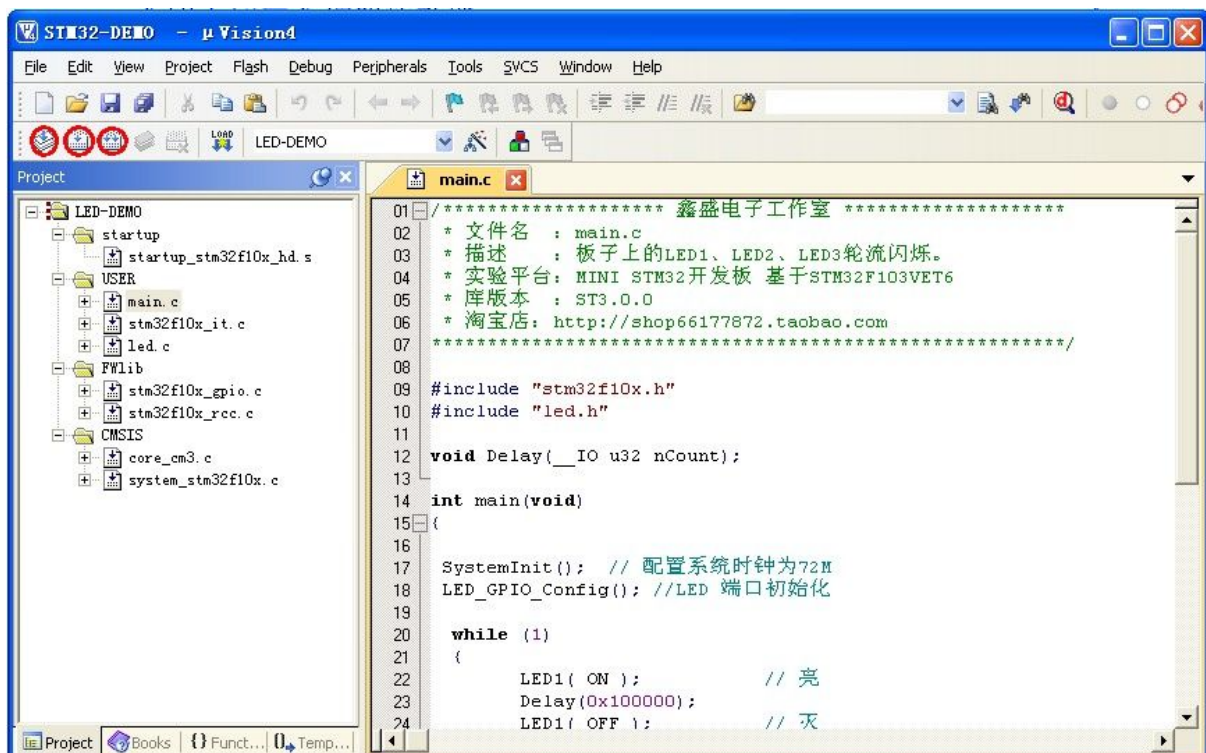 STM32-DEMO - μVision4
File Edit View Project Flash Debug Peripherals Tools SVCS Window Help
LOAD LED-DEMO
Project
main.c
LED-DEMO
startup
startup_stm32f10x_hd.s
USER
main.c
stm32f10x_it.c
led.c
FWlib
stm32f10x_gpio.c
stm32f10x_rcc.c
CMSIS
core_cm3.c
system_stm32f10x.c
01 /******************** 鑫盛电子工作室 ********************
02 * 文件名 : main.c
03 * 描述 : 板子上的LED1、LED2、LED3轮流闪烁。
04 * 实验平台: MINI STM32开发板 基于STM32F103VET6
05 * 库版本 : ST3.0.0
06 * 淘宝店: http://shop66177872.taobao.com
07 *********************************************************/
08
09 #include "stm32f10x.h"
10 #include "led.h"
11
12 void Delay(__IO u32 nCount);
13
14 int main(void)
15 {
16
17 SystemInit(); // 配置系统时钟为72M
18 LED_GPIO_Config(); //LED 端口初始化
19
20 while (1)
21 {
22 LED1( ON ); // 亮
23 Delay(0x100000);
24 LED1( OFF ); // 灭
Project Books {} Funct... 0 Temp...